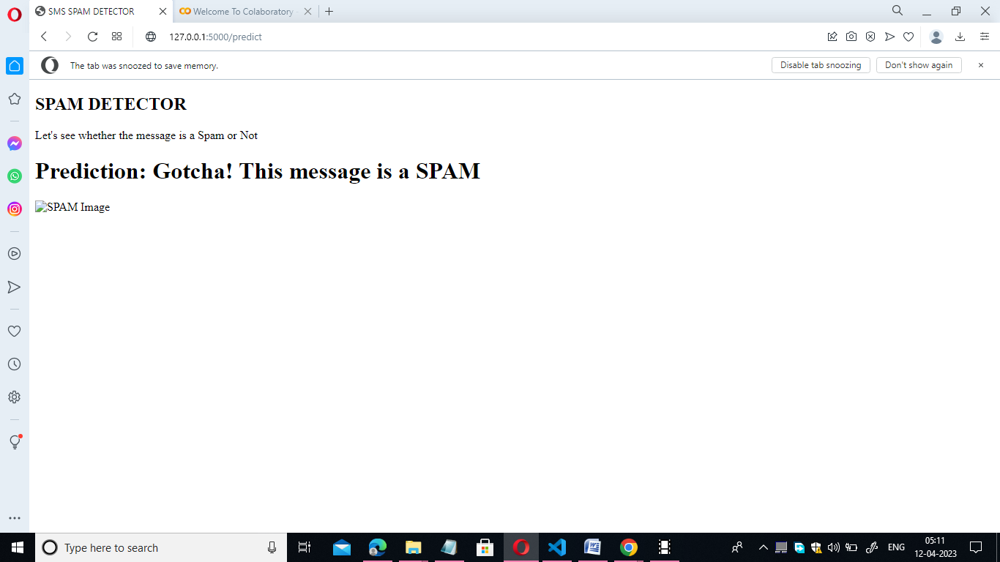 SMS SPAM DETECTOR
Welcome To Colaboratory
127.0.0.1:5000/predict
The tab was snoozed to save memory.
Disable tab snoozing
Don't show again
SPAM DETECTOR
Let's see whether the message is a Spam or Not
Prediction: Gotcha! This message is a SPAM
SPAM Image
Type here to search
ENG
05:11
12-04-2023